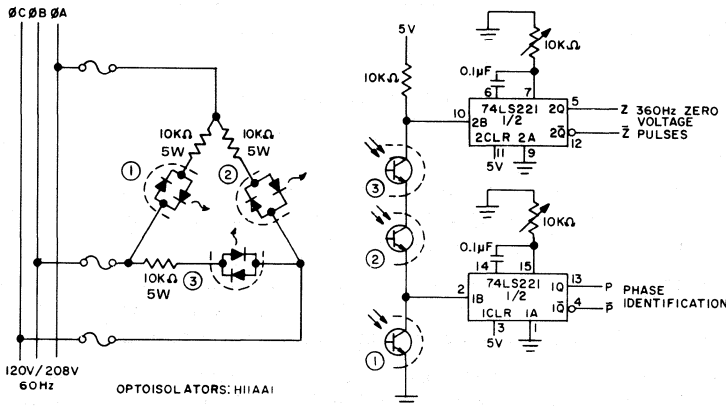 ØC ØB ØA
10KΩ
5W
10KΩ
5W
①
②
10KΩ
5W
③
120V/208V
60Hz
OPTOISOLATORS: H11AA1
5V
10KΩ
③
②
①
10KΩ
0.1µF
6
7
10
2B
74LS221
1/2
2CLR 2A
2Q
2Q̅
5
12
11
9
5V
Z 360Hz ZERO
VOLTAGE
Z̅ PULSES
10KΩ
0.1µF
14
15
2
1B
74LS221
1/2
1CLR 1A
1Q
1Q̅
13
4
3
1
5V
P PHASE
IDENTIFICATION
P̅